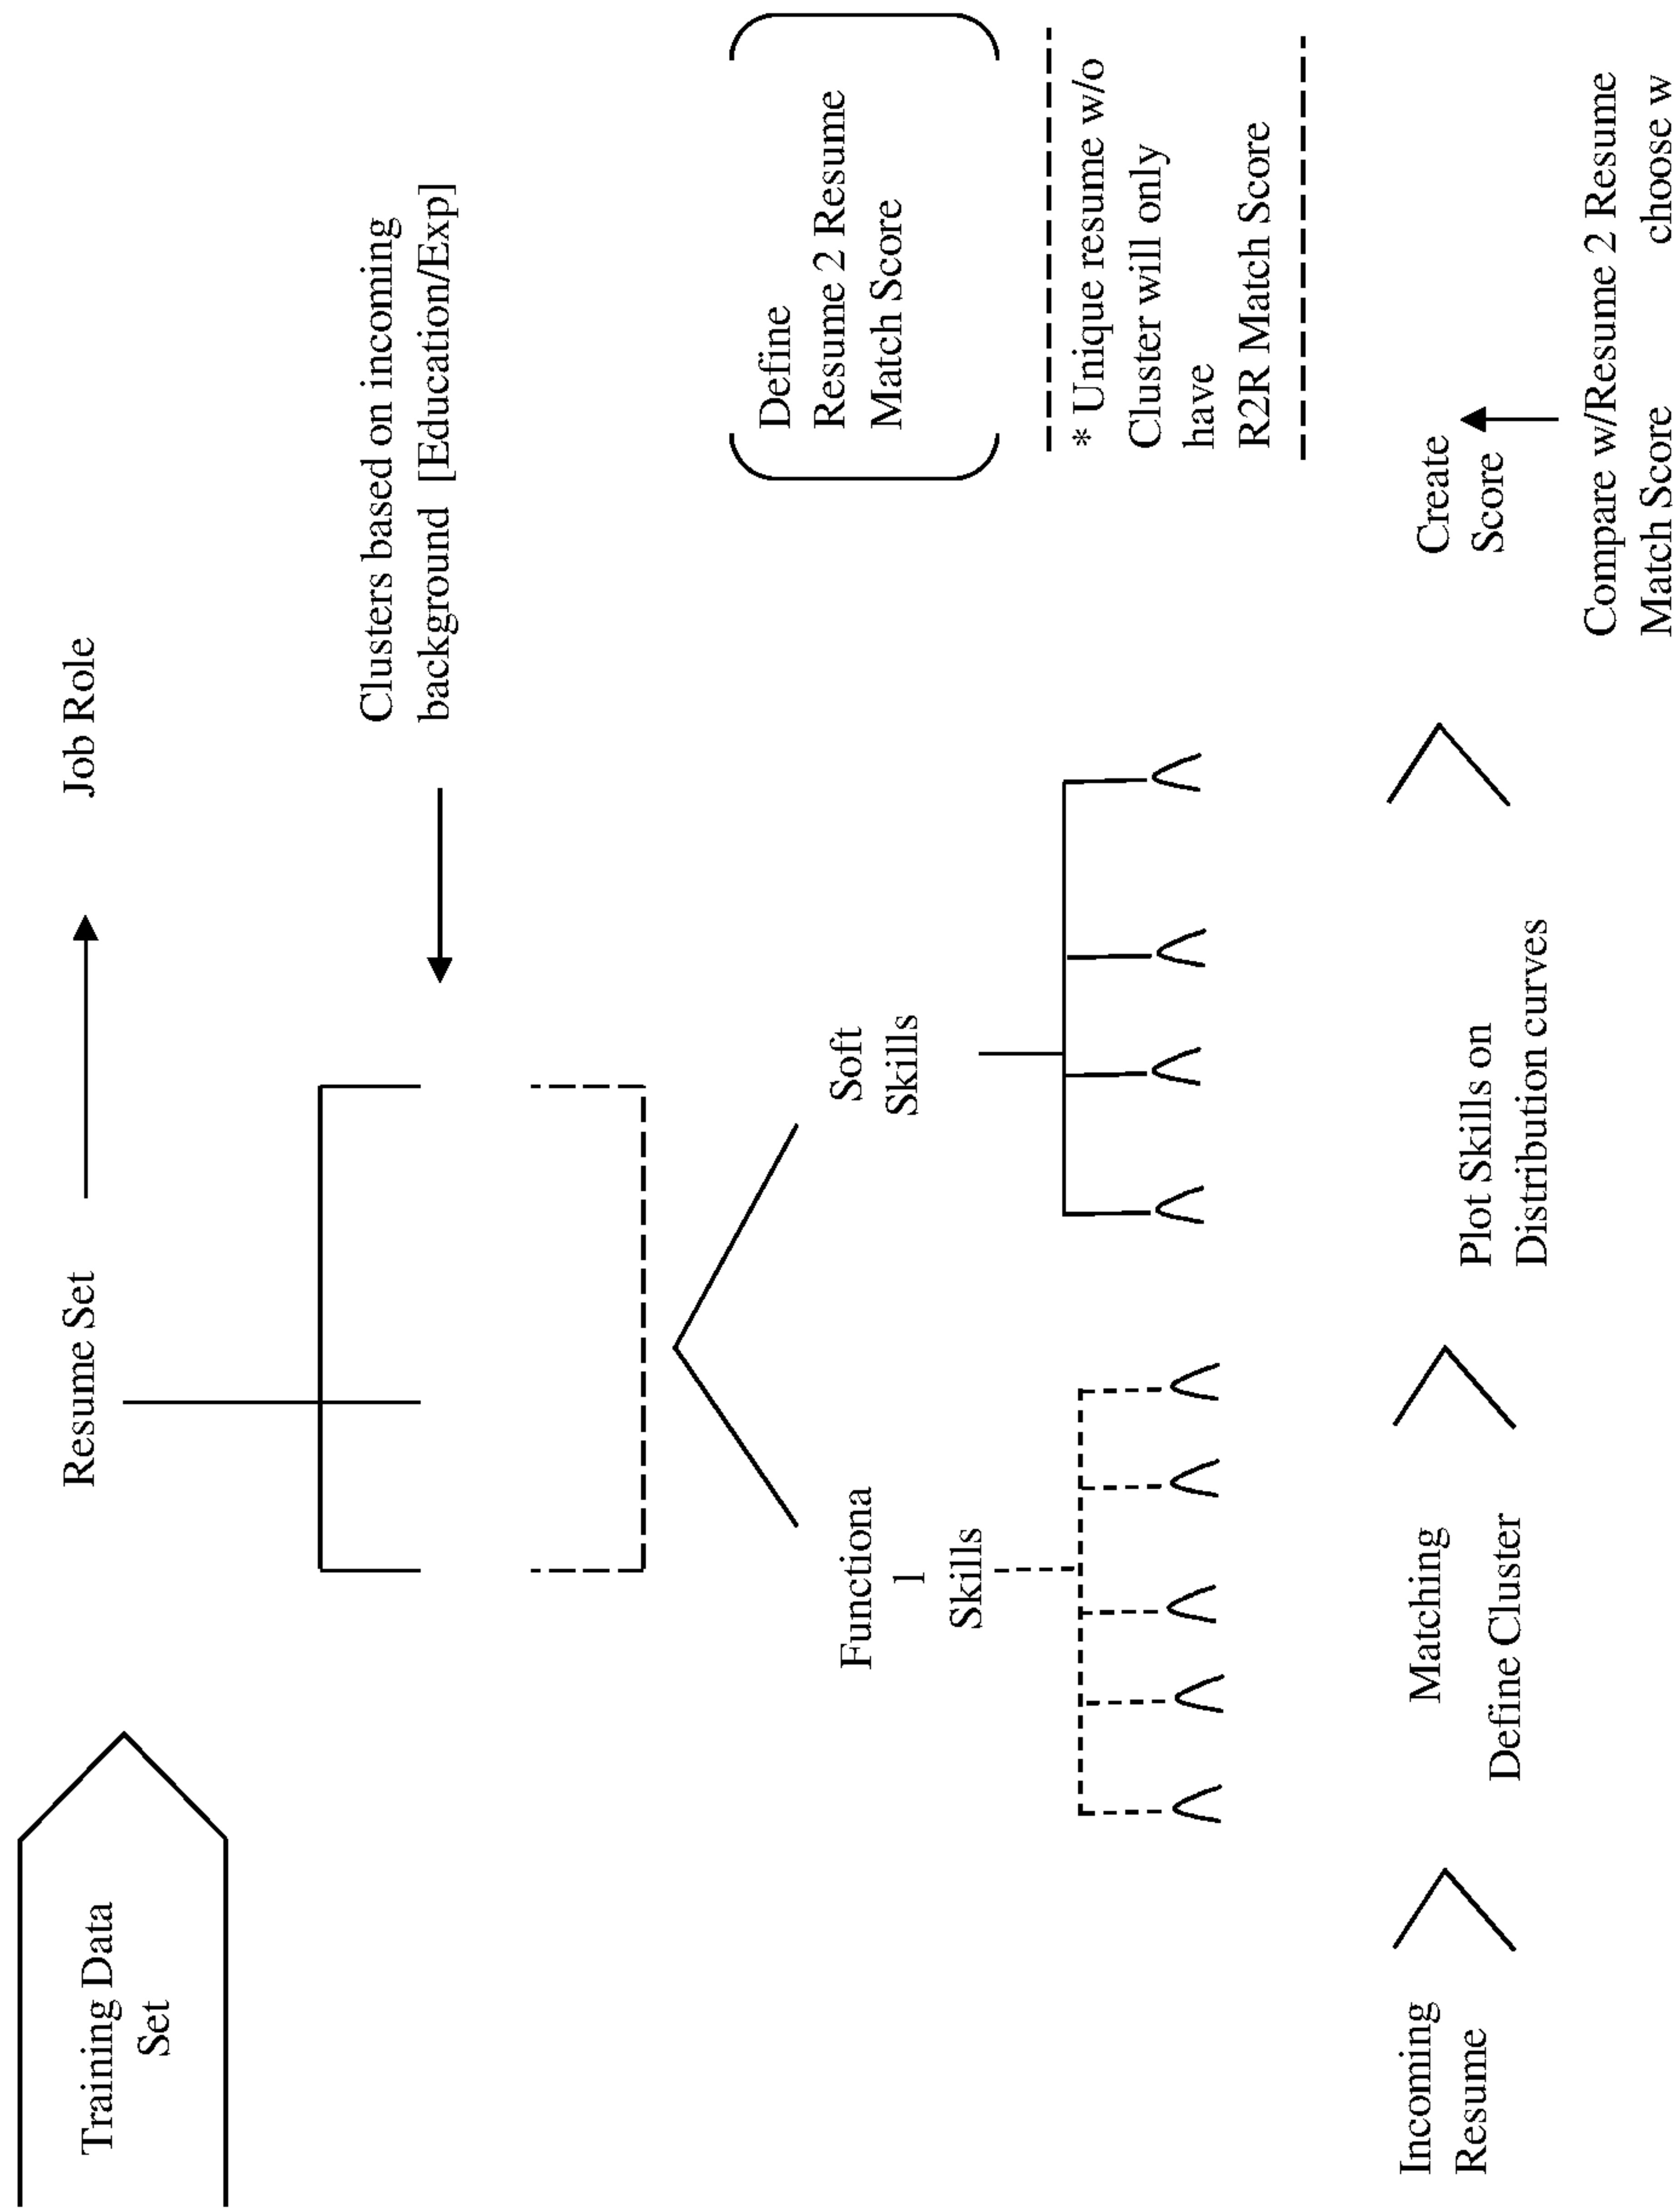 Training Data
Set
Resume Set
Job Role
Clusters based on incoming
background [Education/Exp]
Functiona
l
Skills
Soft
Skills
Define
Resume 2 Resume
Match Score
* Unique resume w/o
Cluster will only
have
R2R Match Score
Incoming
Resume
Matching
Define Cluster
Plot Skills on
Distribution curves
Create
Score
Compare w/Resume 2 Resume
Match Score choose w